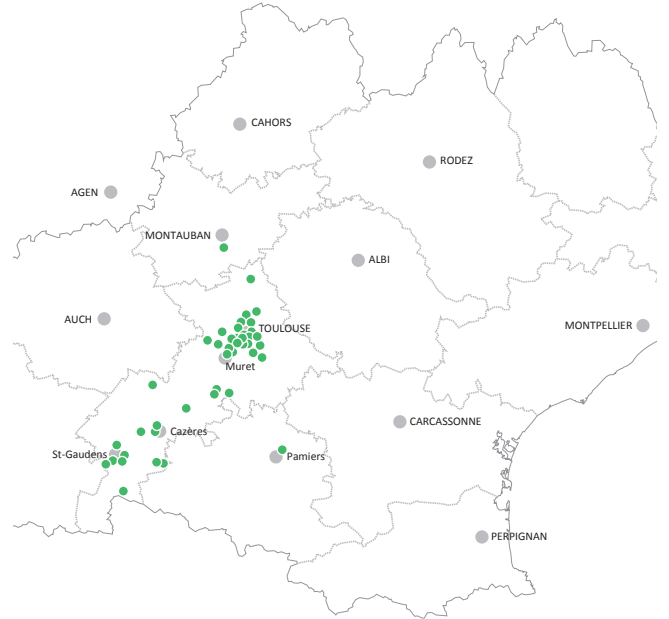 CAHORS
RODEZ
AGEN
MONTAUBAN
ALBI
AUCH
TOULOUSE
MONTPELLIER
Muret
CARCASSONNE
Cazères
St-Gaudens
Pamiers
PERPIGNAN